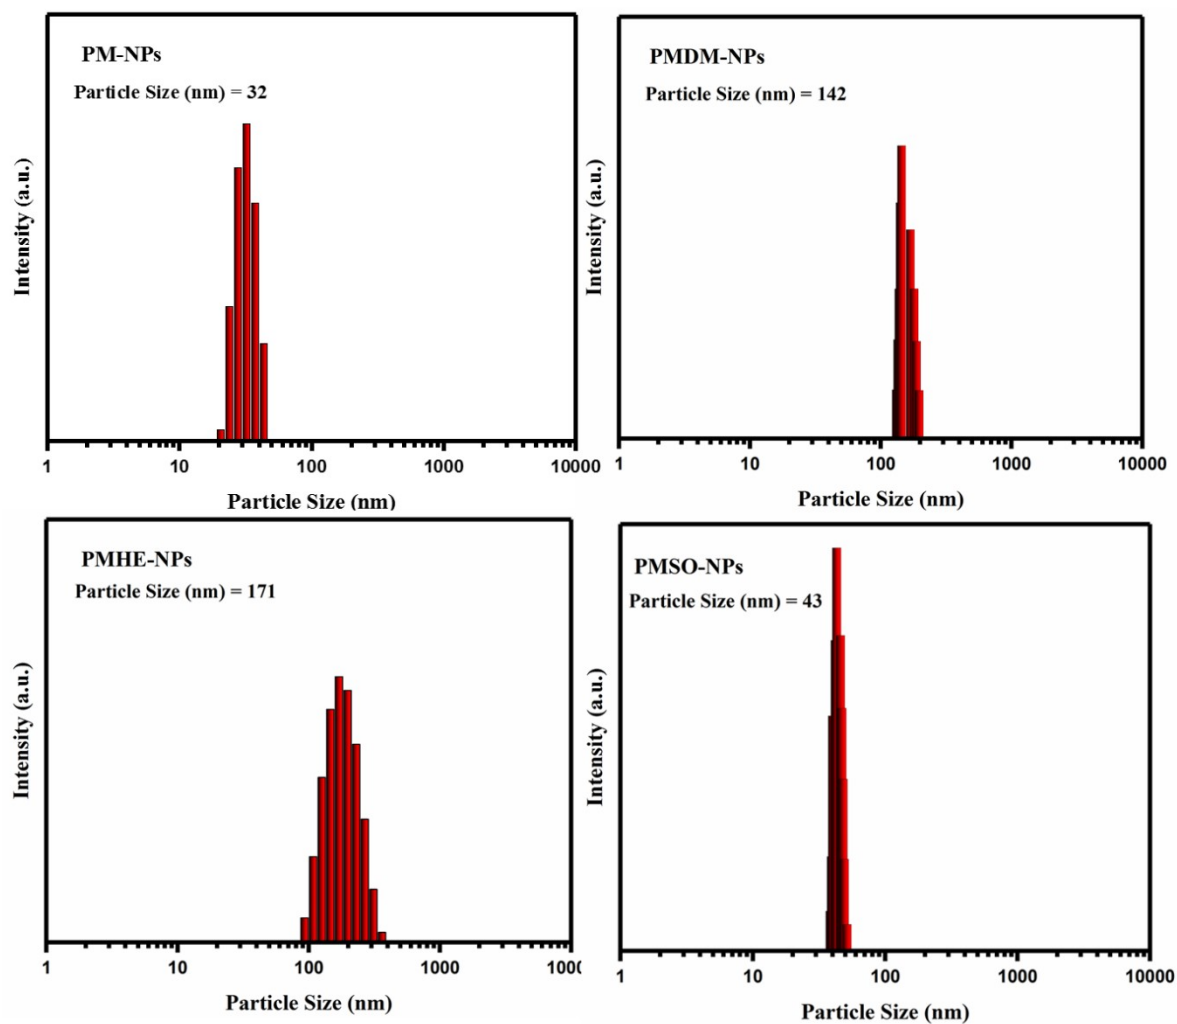 PM-NPs
Particle Size (nm) = 32
Intensity (a.u.)
1 10 100 1000 10000
Particle Size (nm)
PMDM-NPs
Particle Size (nm) = 142
Intensity (a.u.)
1 10 100 1000 10000
Particle Size (nm)
PMHE-NPs
Particle Size (nm) = 171
Intensity (a.u.)
1 10 100 1000
Particle Size (nm)
PMSO-NPs
Particle Size (nm) = 43
Intensity (a.u.)
1 10 100 1000 10000
Particle Size (nm)